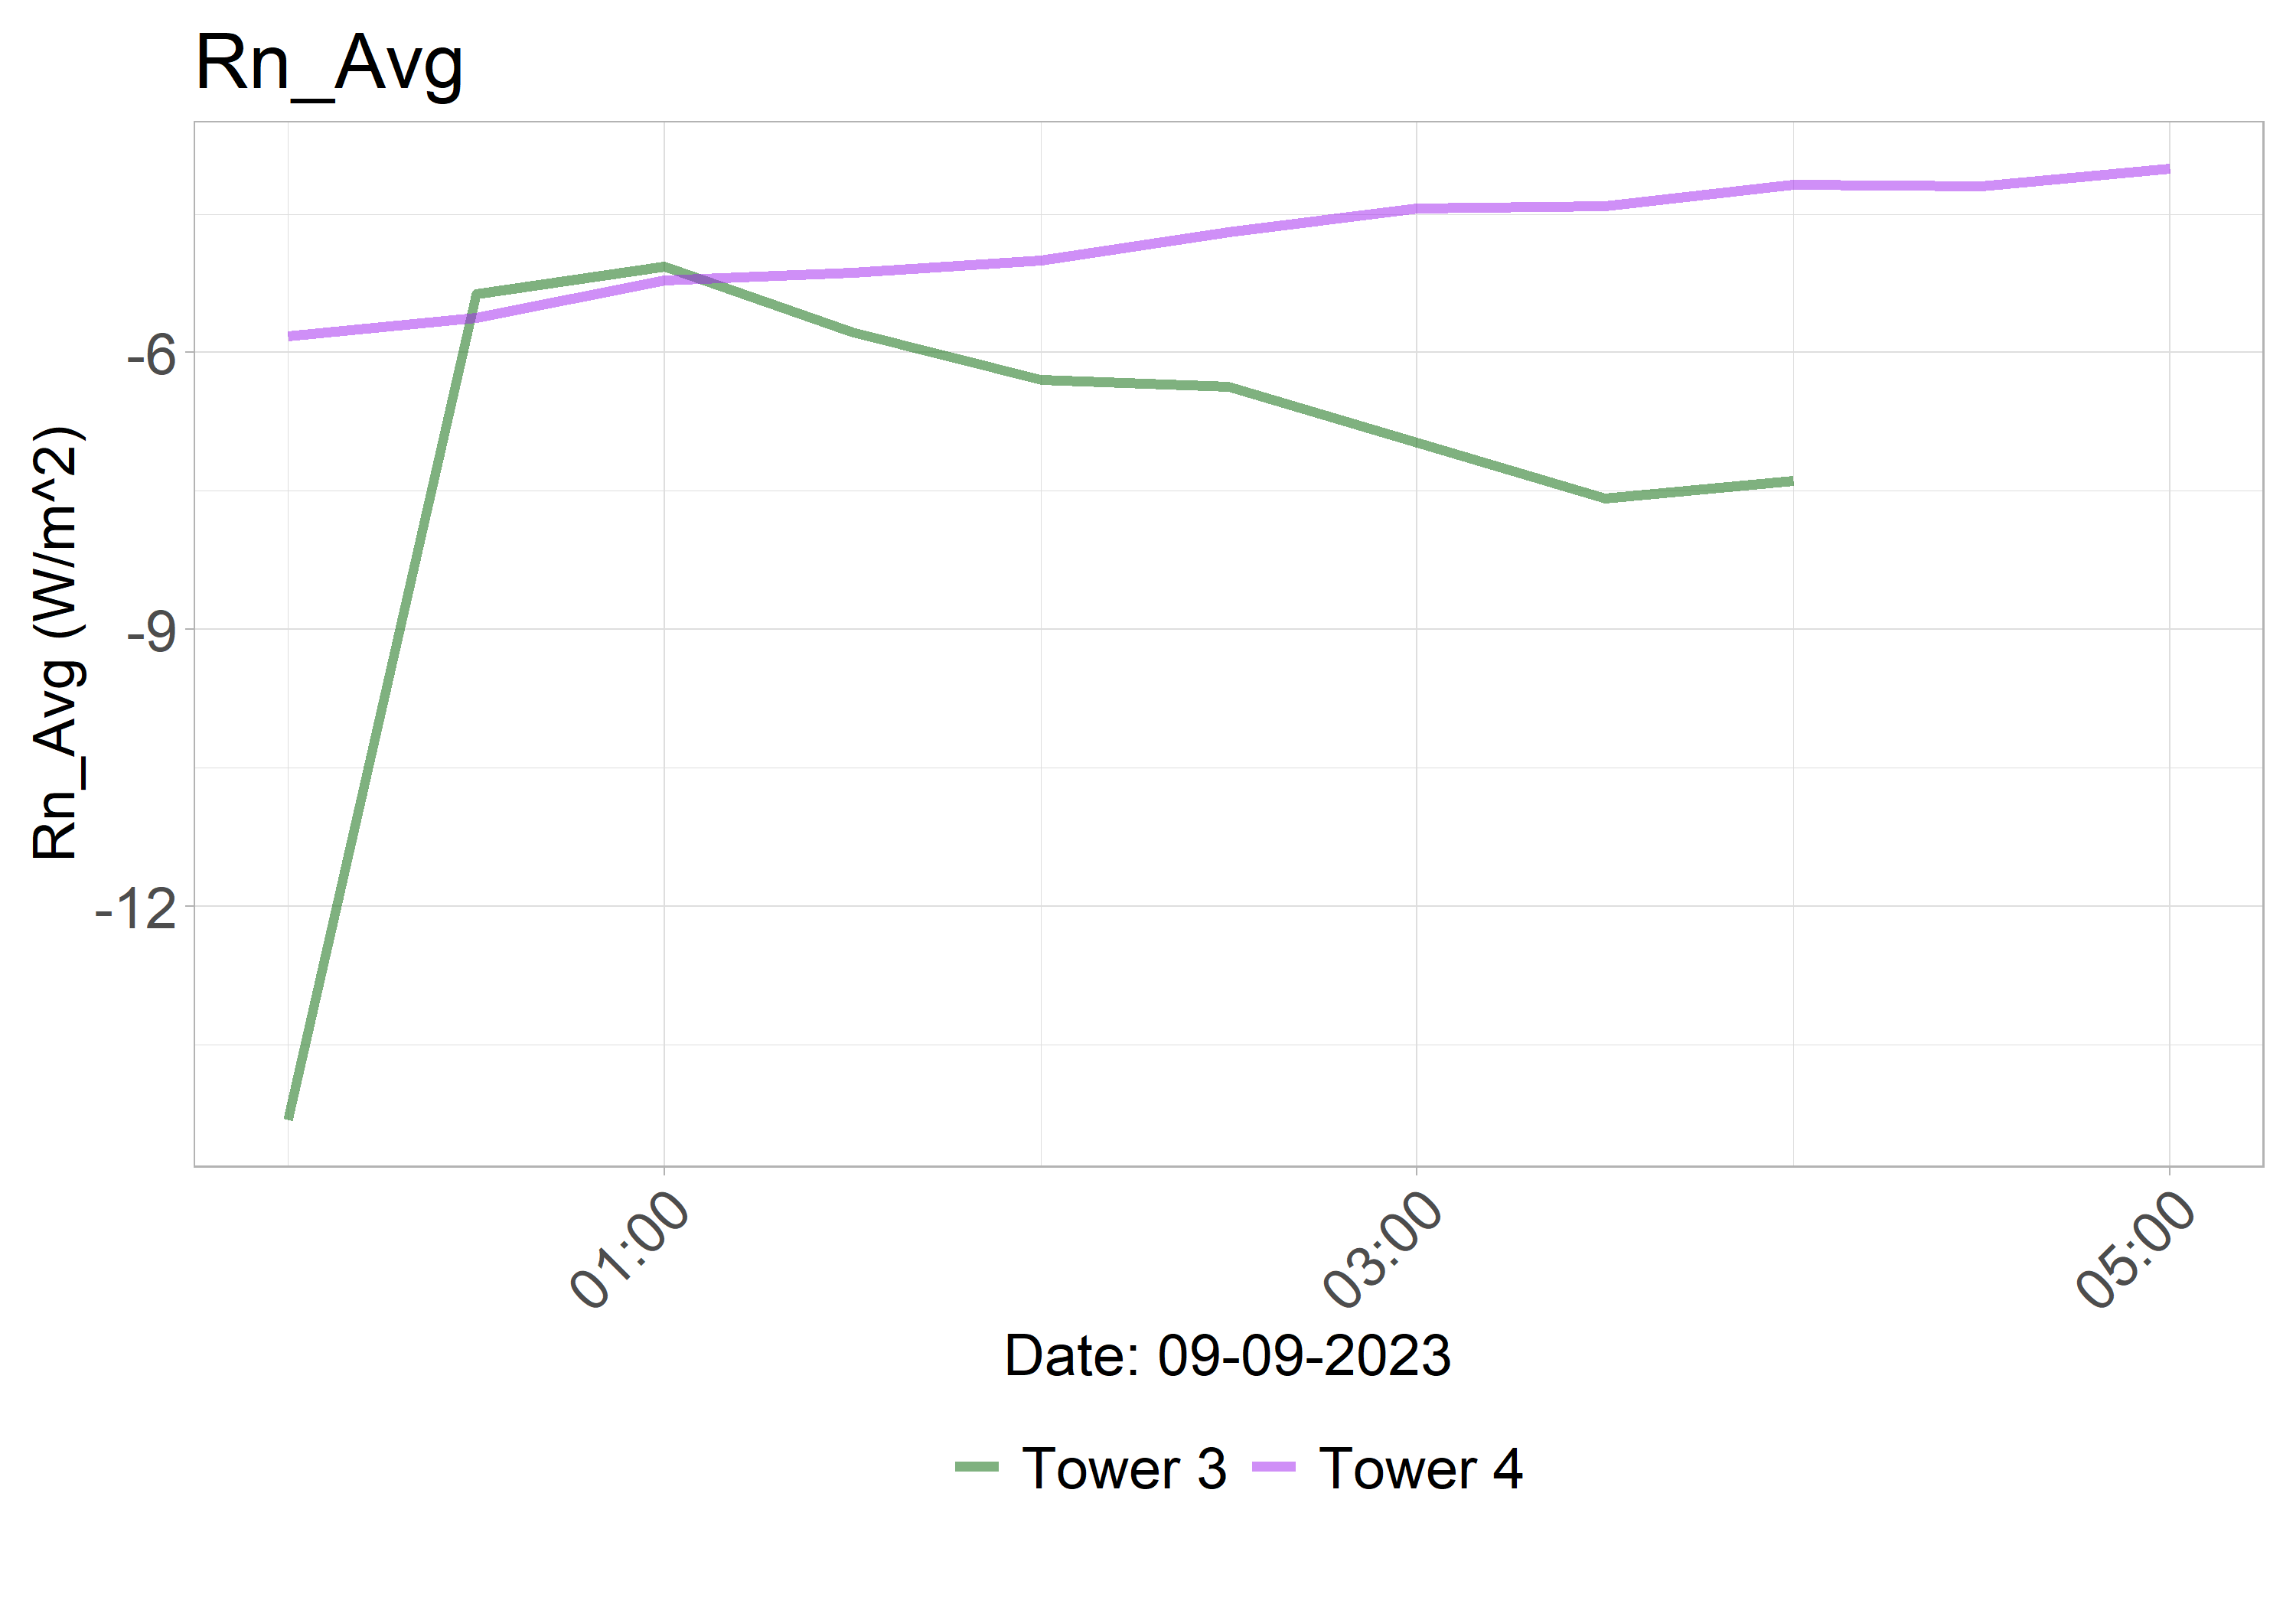 Rn_Avg
Rn_Avg (W/m^2)
-6
-9
-12
01:00
03:00
05:00
Date: 09-09-2023
Tower 3
Tower 4